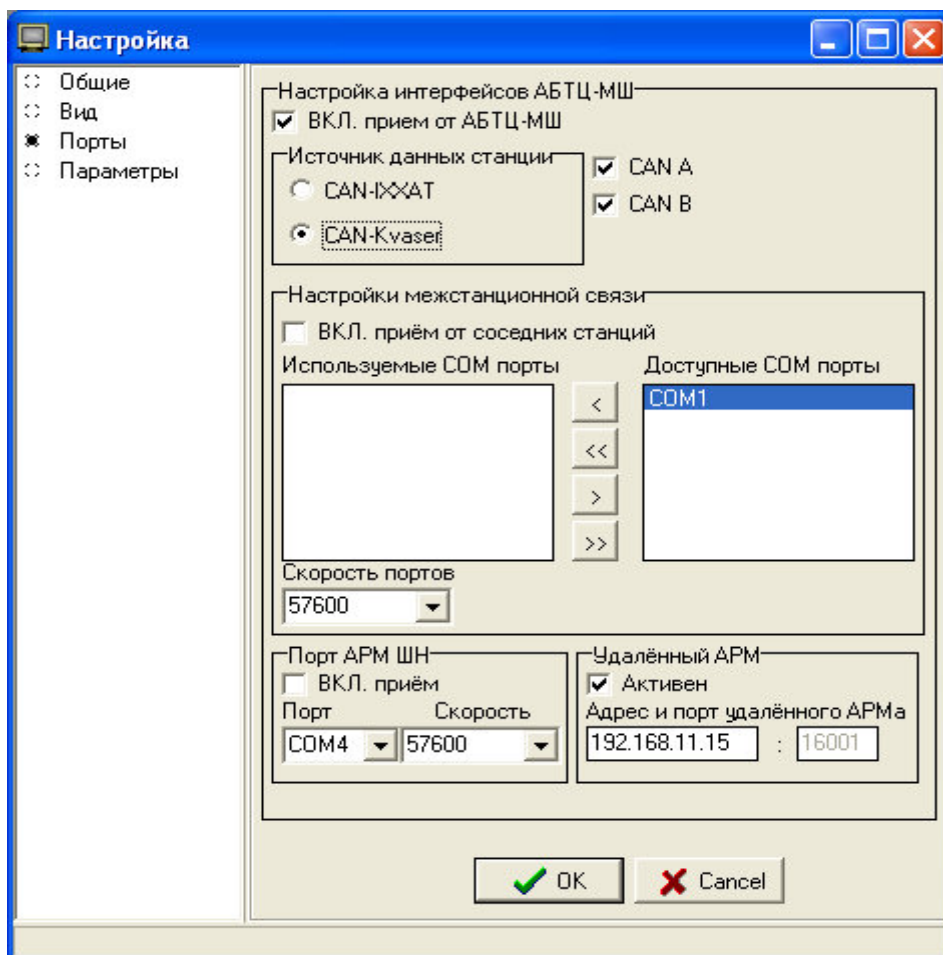 Настройка
Общие
Вид
Порты
Параметры
Настройка интерфейсов АБТЦ-МШ
ВКЛ. прием от АБТЦ-МШ
Источник данных станции
CAN-IXXAT
CAN-Kvaser
CAN A
CAN B
Настройки межстанционной связи
ВКЛ. приём от соседних станций
Используемые COM порты
Доступные COM порты
COM1
<
<<
>
>>
Скорость портов
57600
Порт АРМ ШН
ВКЛ. приём
Порт Скорость
COM4 57600
Удалённый АРМ
Активен
Адрес и порт удалённого АРМа
192.168.11.15 : 16001
OK Cancel